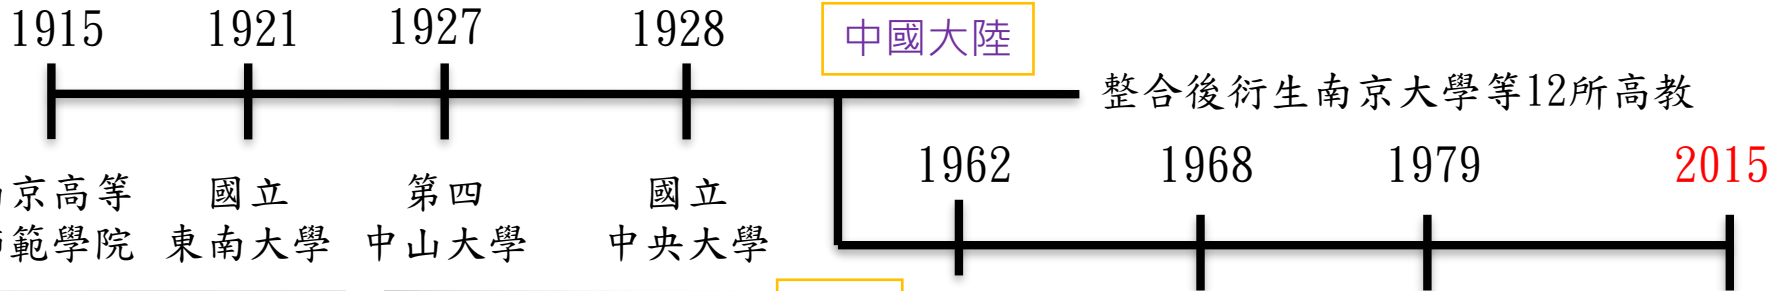 1915
1921
1927
1928
中國大陸
整合後衍生南京大學等12所高教
京高等
範學院
國立
東南大學
第四
中山大學
國立
中央大學
1962
1968
1979
2015